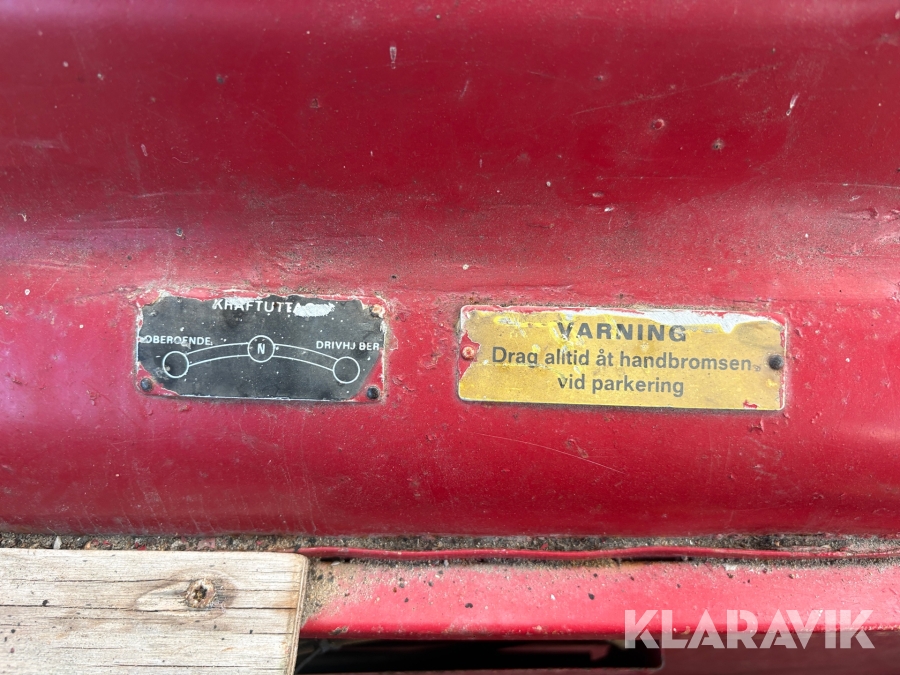 KRAFTUTTAG
OBEROENDE
N
DRIVHJ BER.
VARNING
Drag alltid åt handbromsen
vid parkering
KLARAVIK